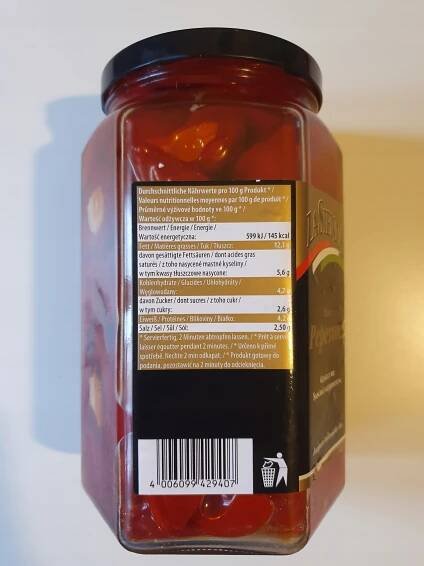 Durchschnittliche Nährwerte pro 100 g Produkt* /
Valeurs nutritionnelles moyennes par 100 g de produit* /
Průměrné výživové hodnoty ve 100 g* /
Wartość odżywcza w 100 g*:
Brennwert / Energie / Energie /
Wartość energetyczna: 599 kJ / 145 kcal
Fett / Matières grasses / Tuk / Tłuszcz: 12,1 g
davon gesättigte Fettsäuren / dont acides gras
saturés / z toho nasycené mastné kyseliny /
w tym kwasy tłuszczowe nasycone: 5,6 g
Kohlenhydrate / Glucides / Uhlohydráty /
Węglowodany: 4,2 g
davon Zucker / dont sucres / z toho cukr /
w tym cukry: 2,6 g
Eiweiß / Protéines / Bílkoviny / Białko: 4,2
Salz / Sel / Sůl / Sól: 2,50 g
* Servierfertig. 2 Minuten abtropfen lassen. / * Prêt à servir
laisser égoutter pendant 2 minutes. / * Určeno k přímé
spotřebě. Nechte 2 min odkapat. / * Produkt gotowy do
podania, pozostawić na 2 minuty do odcieknięcia.
4 006099 429407